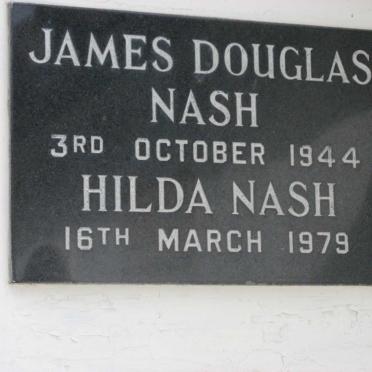 JAMES DOUGLAS
NASH
3RD OCTOBER 1944
HILDA NASH
16TH MARCH 1979